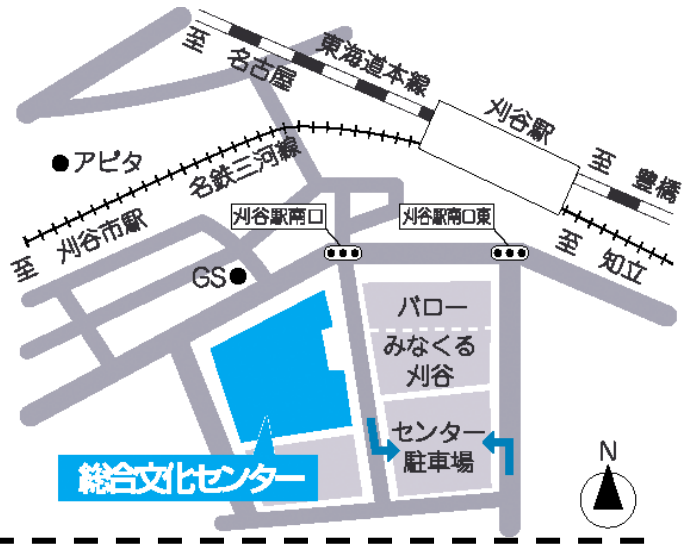 至 名古屋
東海道本線
刈谷駅
至 豊橋
アピタ
名鉄三河線
至 刈谷市駅
刈谷駅南口
刈谷駅南口東
至 知立
GS
バロー
みなくる
刈谷
センター
駐車場
総合文化センター
N